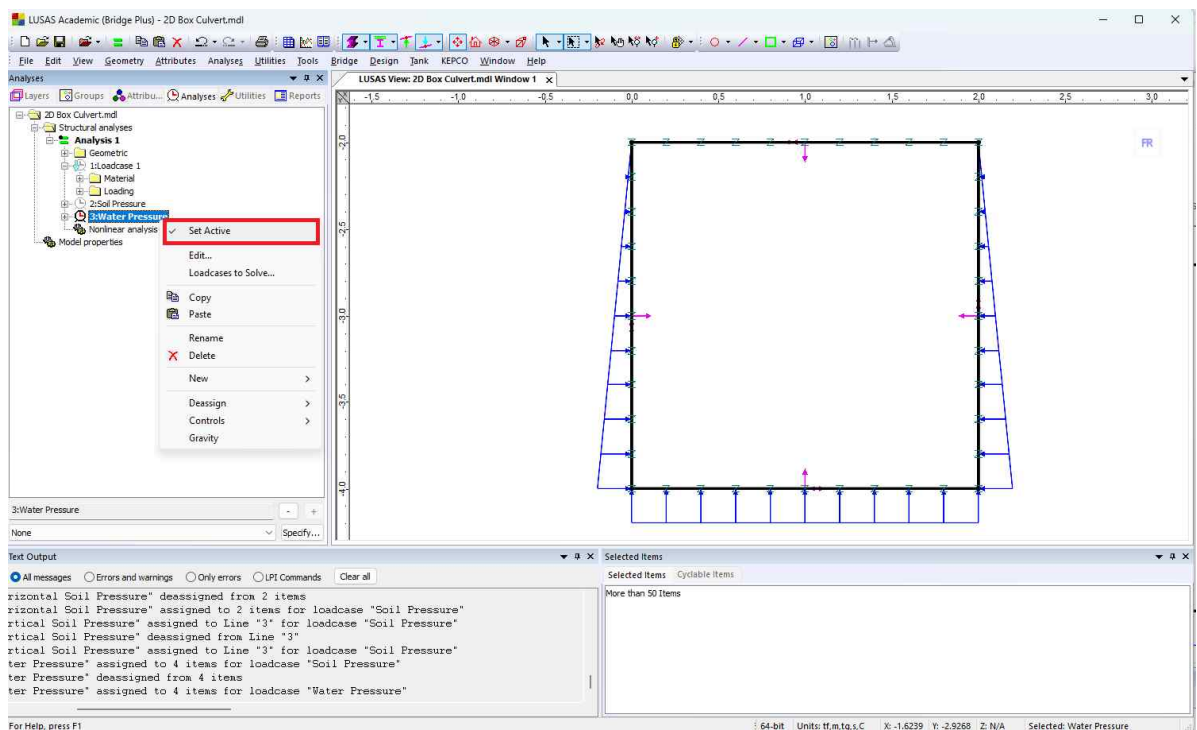 LUSAS Academic (Bridge Plus) - 2D Box Culvert.mdl
File Edit View Geometry Attributes Analyses Utilities Tools Bridge Design Tank KEPCO Window Help
Analyses
LUSAS View: 2D Box Culvert.mdl Window 1 x
Layers Groups Attribu... Analyses Utilities Reports
-1,5 -1,0 -0,5 0,0 0,5 1,0 1,5 2,0 2,5 3,0
2D Box Culvert.mdl
Structural analyses
Analysis 1
Geometric
1:Loadcase 1
Material
Loading
2:Soil Pressure
3:Water Pressure
Nonlinear analysis
Model properties
Set Active
Edit...
Loadcases to Solve...
Copy
Paste
Rename
Delete
New
Deassign
Controls
Gravity
-2,0
-2,5
-3,0
-3,5
-4,0
FR
3:Water Pressure
- +
None
Specify...
Text Output
All messages Errors and warnings Only errors LPI Commands Clear all
rizontal Soil Pressure" deassigned from 2 items
rizontal Soil Pressure" assigned to 2 items for loadcase "Soil Pressure"
rtical Soil Pressure" assigned to Line "3" for loadcase "Soil Pressure"
rtical Soil Pressure" deassigned from Line "3"
rtical Soil Pressure" assigned to Line "3" for loadcase "Soil Pressure"
ter Pressure" assigned to 4 items for loadcase "Soil Pressure"
ter Pressure" deassigned from 4 items
ter Pressure" assigned to 4 items for loadcase "Water Pressure"
Selected Items
Selected Items Cyclable Items
More than 50 Items
For Help, press F1
64-bit Units: tf,m,tq,s,C X: -1.6239 Y: -2.9268 Z: N/A Selected: Water Pressure